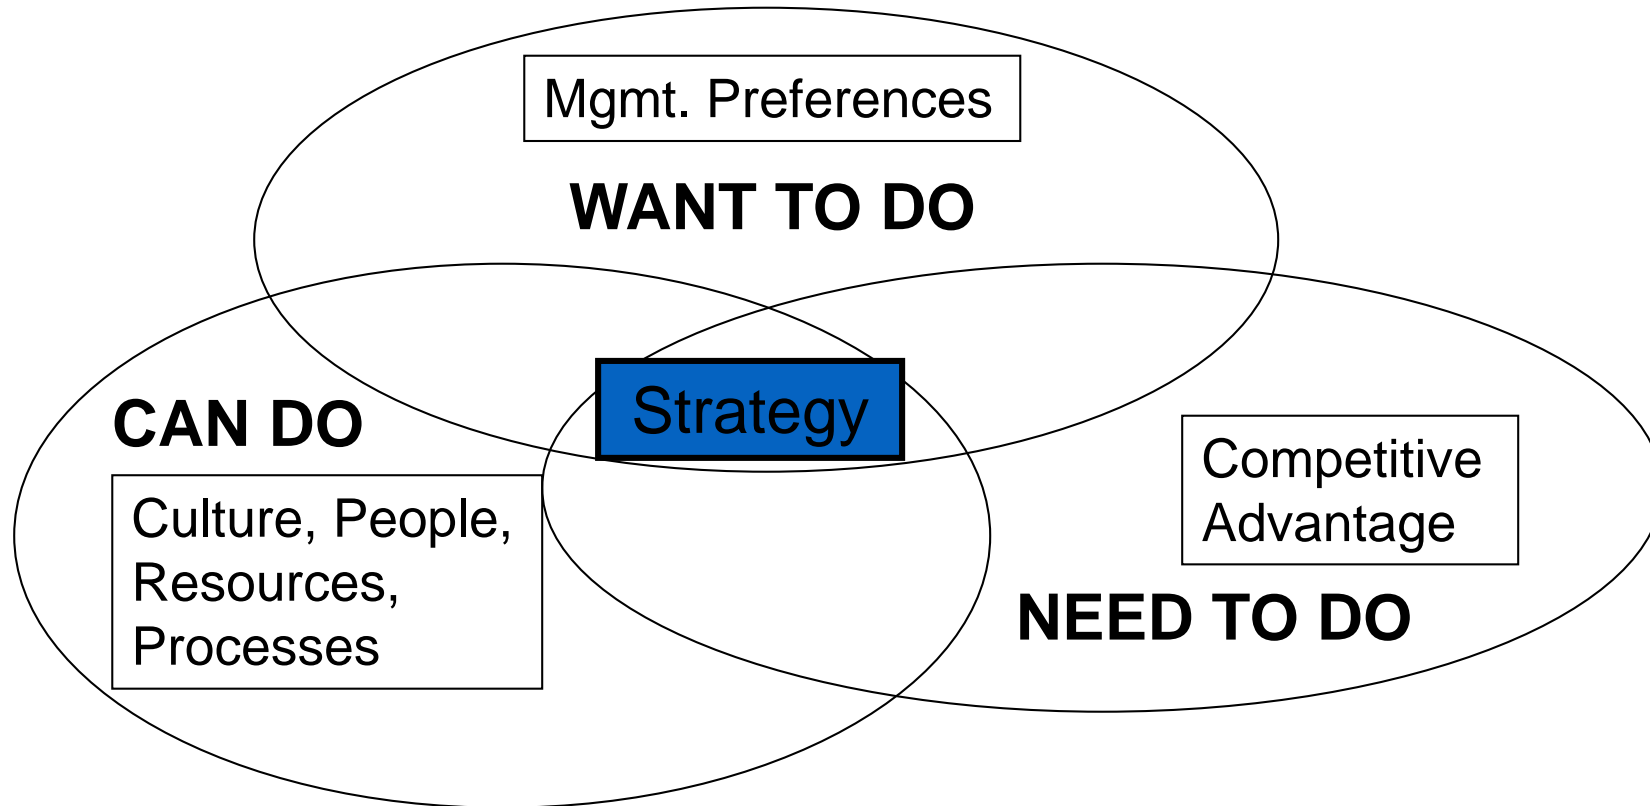 Mgmt. Preferences
WANT TO DO
Strategy
CAN DO
Culture, People,
Resources,
Processes
Competitive
Advantage
NEED TO DO